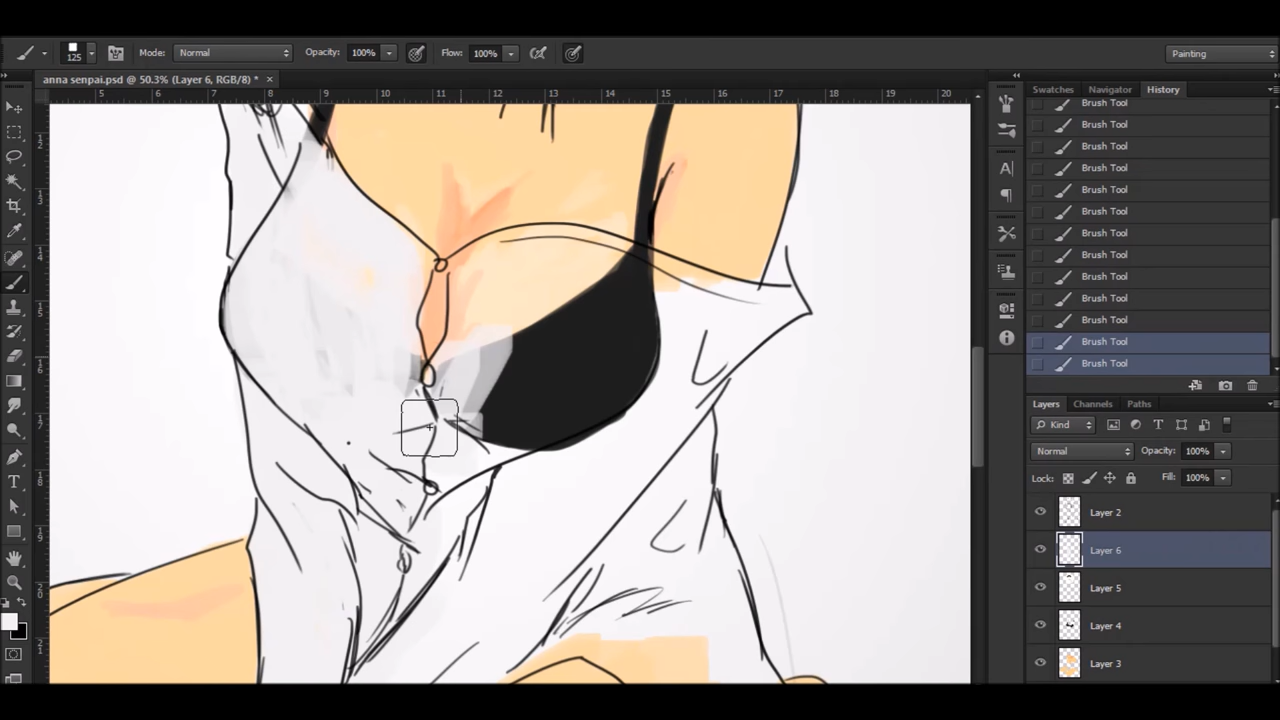 125 Mode: Normal Opacity: 100% Flow: 100% Painting
anna senpai.psd @ 50.3% (Layer 6, RGB/8) * ×
Swatches Navigator History
5 6 7 8 9 10 11 12 13 14 15 16 17 18 19 20
Brush Tool
Brush Tool
Brush Tool
Brush Tool
Brush Tool
Brush Tool
Brush Tool
Brush Tool
Brush Tool
Brush Tool
Brush Tool
Brush Tool
Brush Tool
Layers Channels Paths
Kind
Normal Opacity: 100%
Lock: Fill: 100%
Layer 2
Layer 6
Layer 5
Layer 4
Layer 3